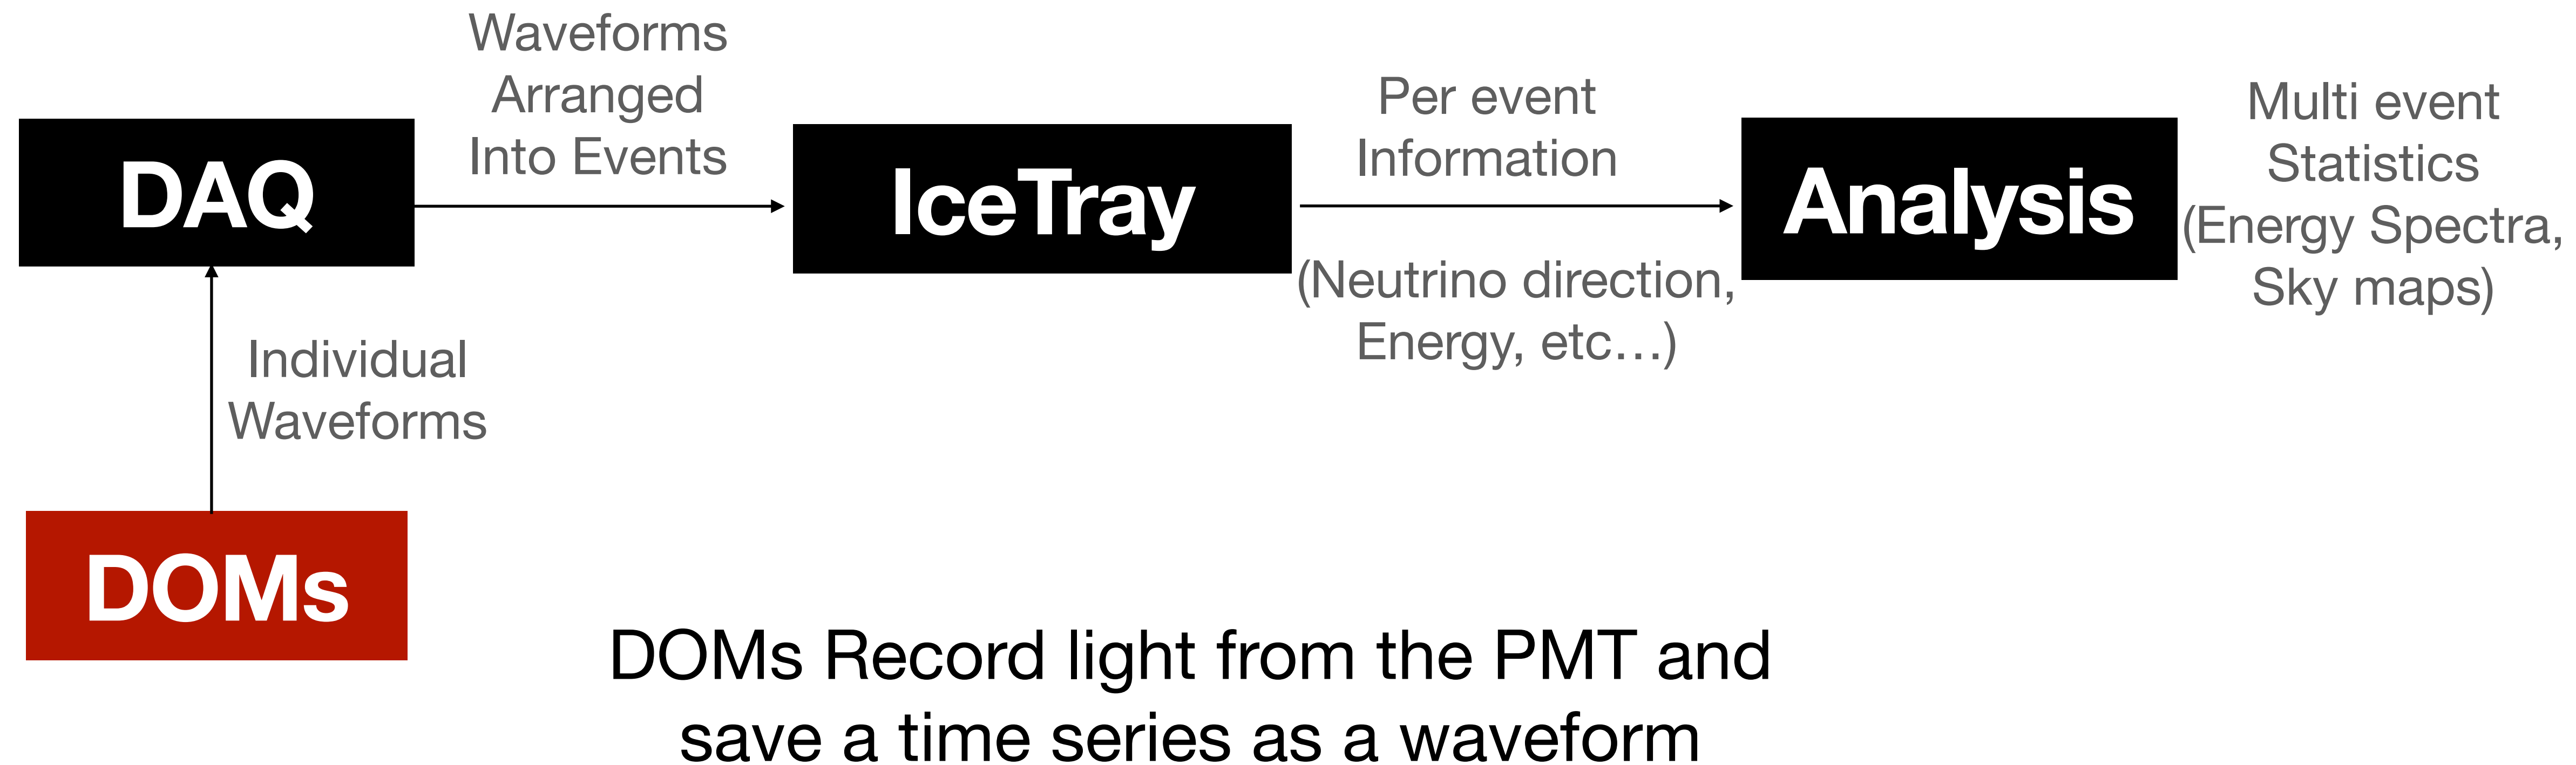 Waveforms
Arranged
Into Events
Per event
Information
Multi event
Statistics
(Energy Spectra,
Sky maps)
DAQ
IceTray
Analysis
(Neutrino direction,
Energy, etc…)
Individual
Waveforms
DOMs
DOMs Record light from the PMT and
save a time series as a waveform